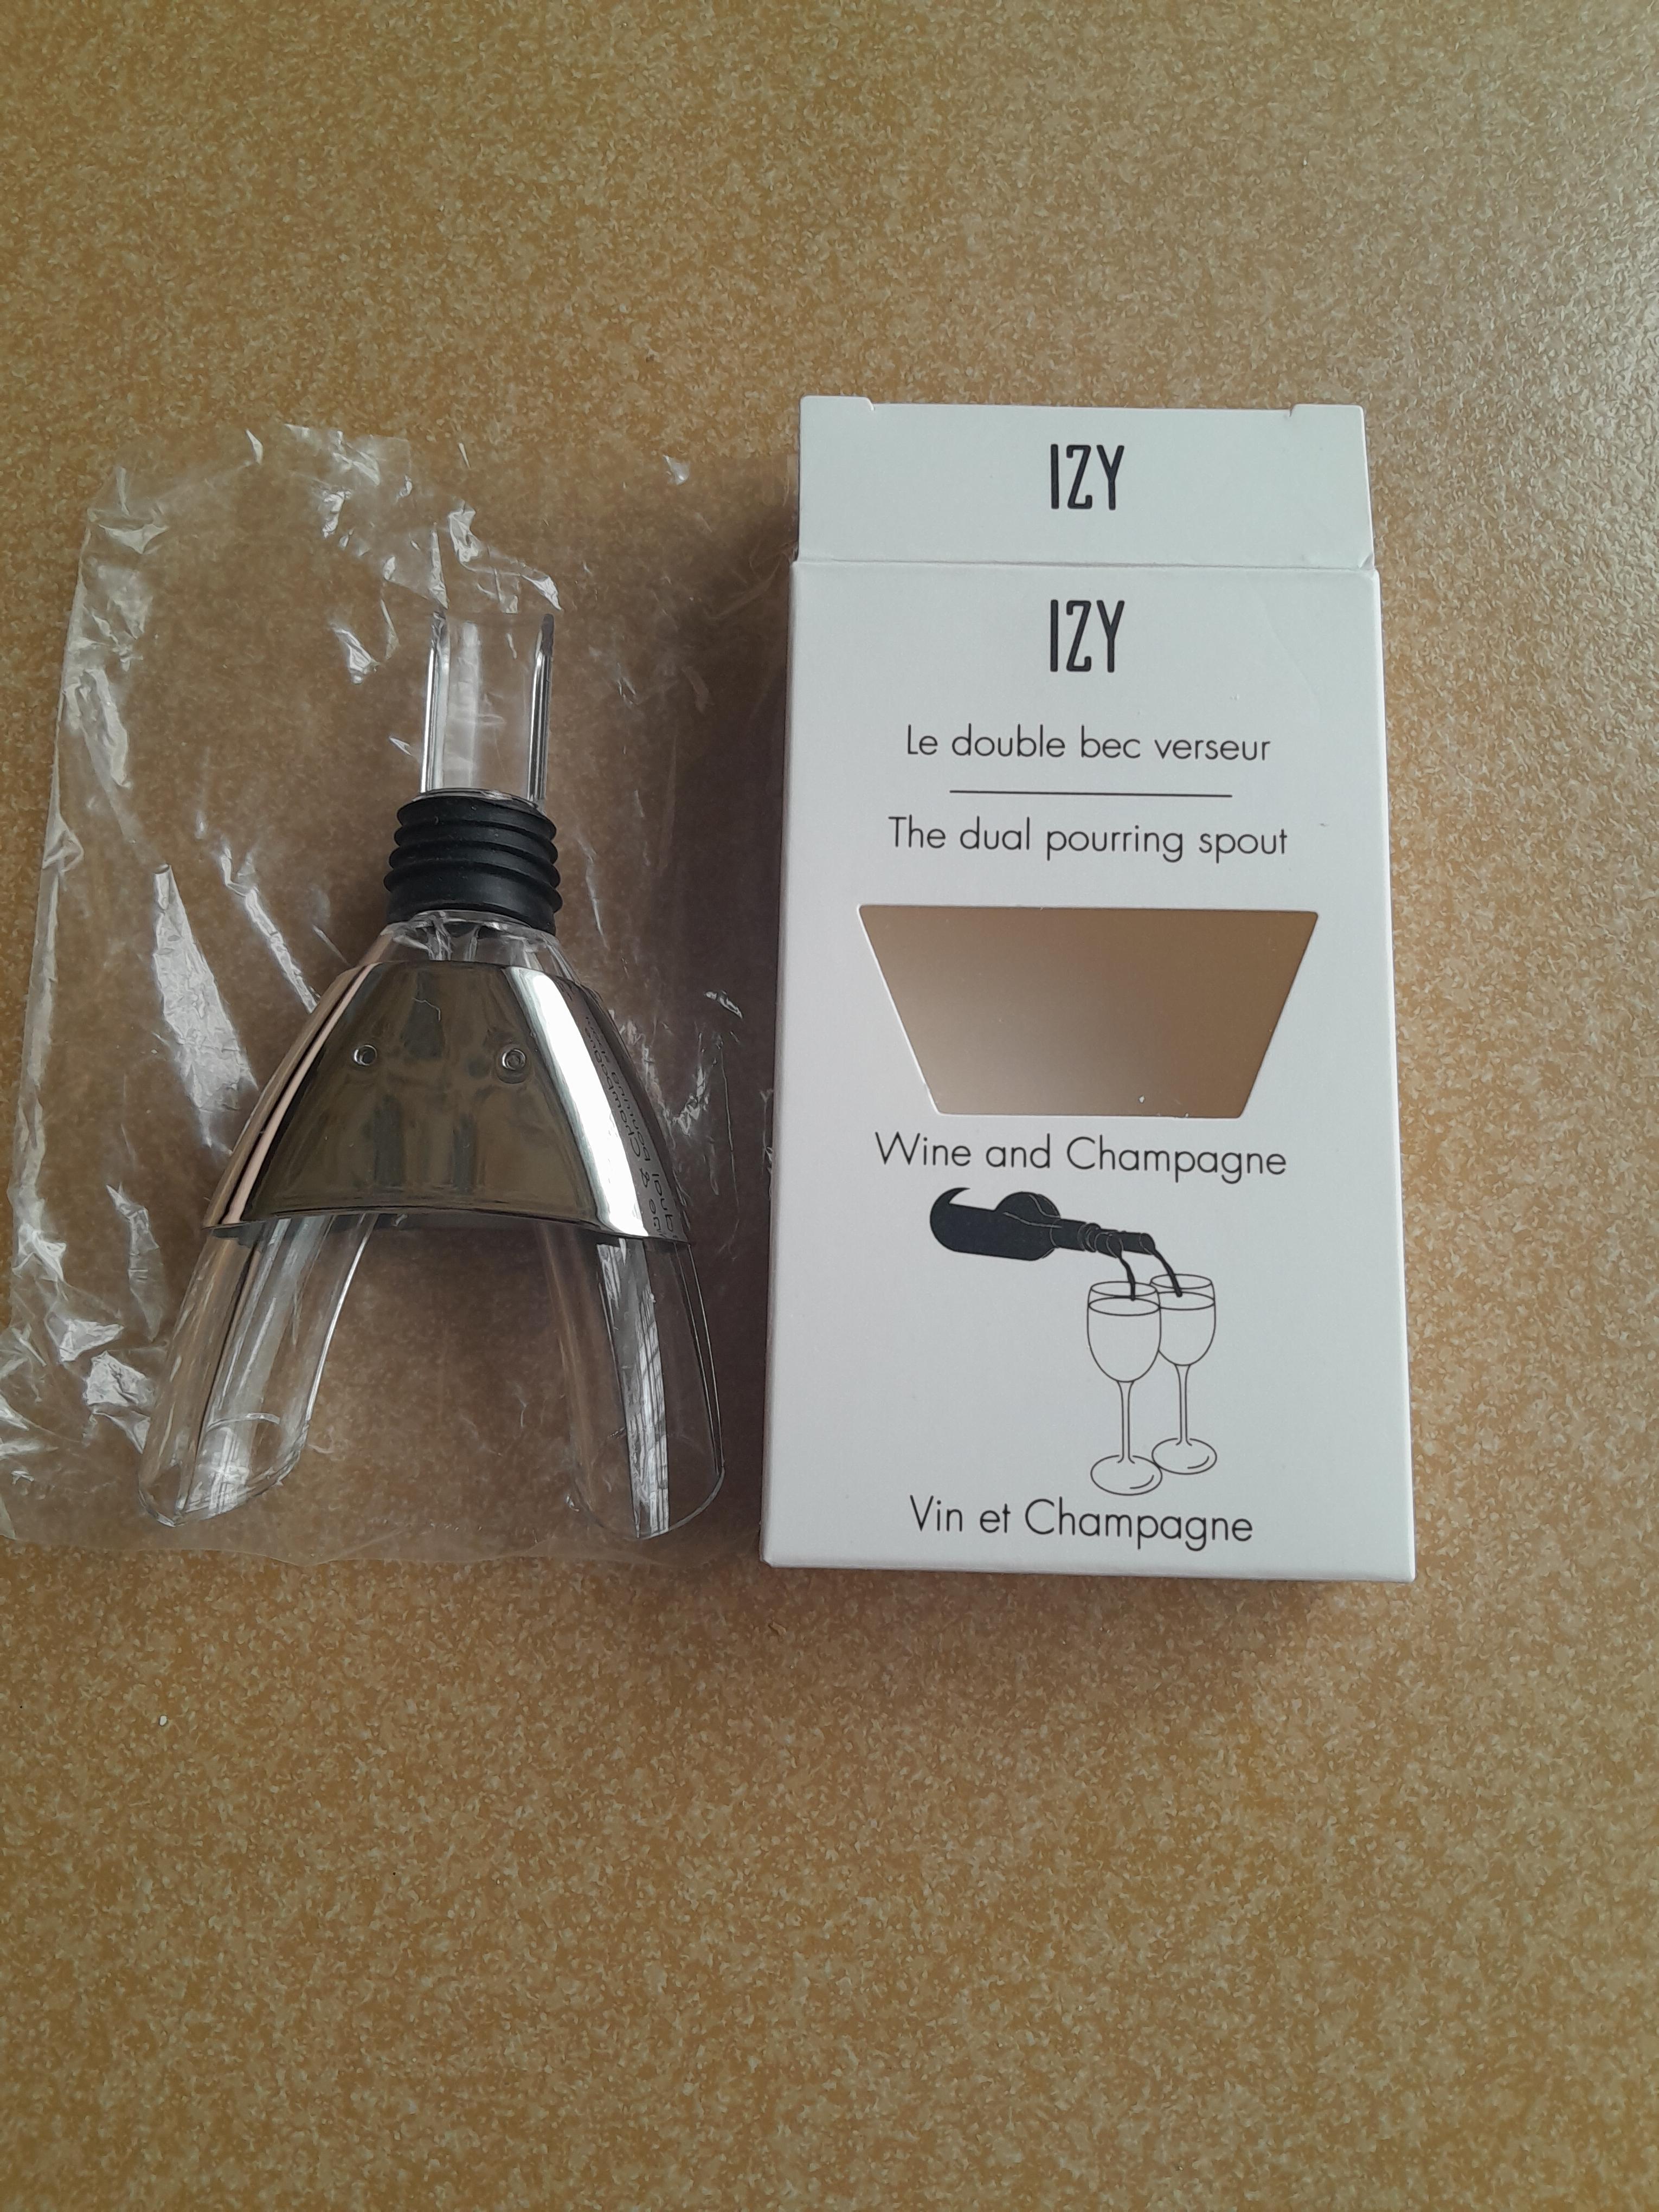 IZY
IZY
Le double bec verseur
The dual pourring spout
Wine and Champagne
Vin et Champagne